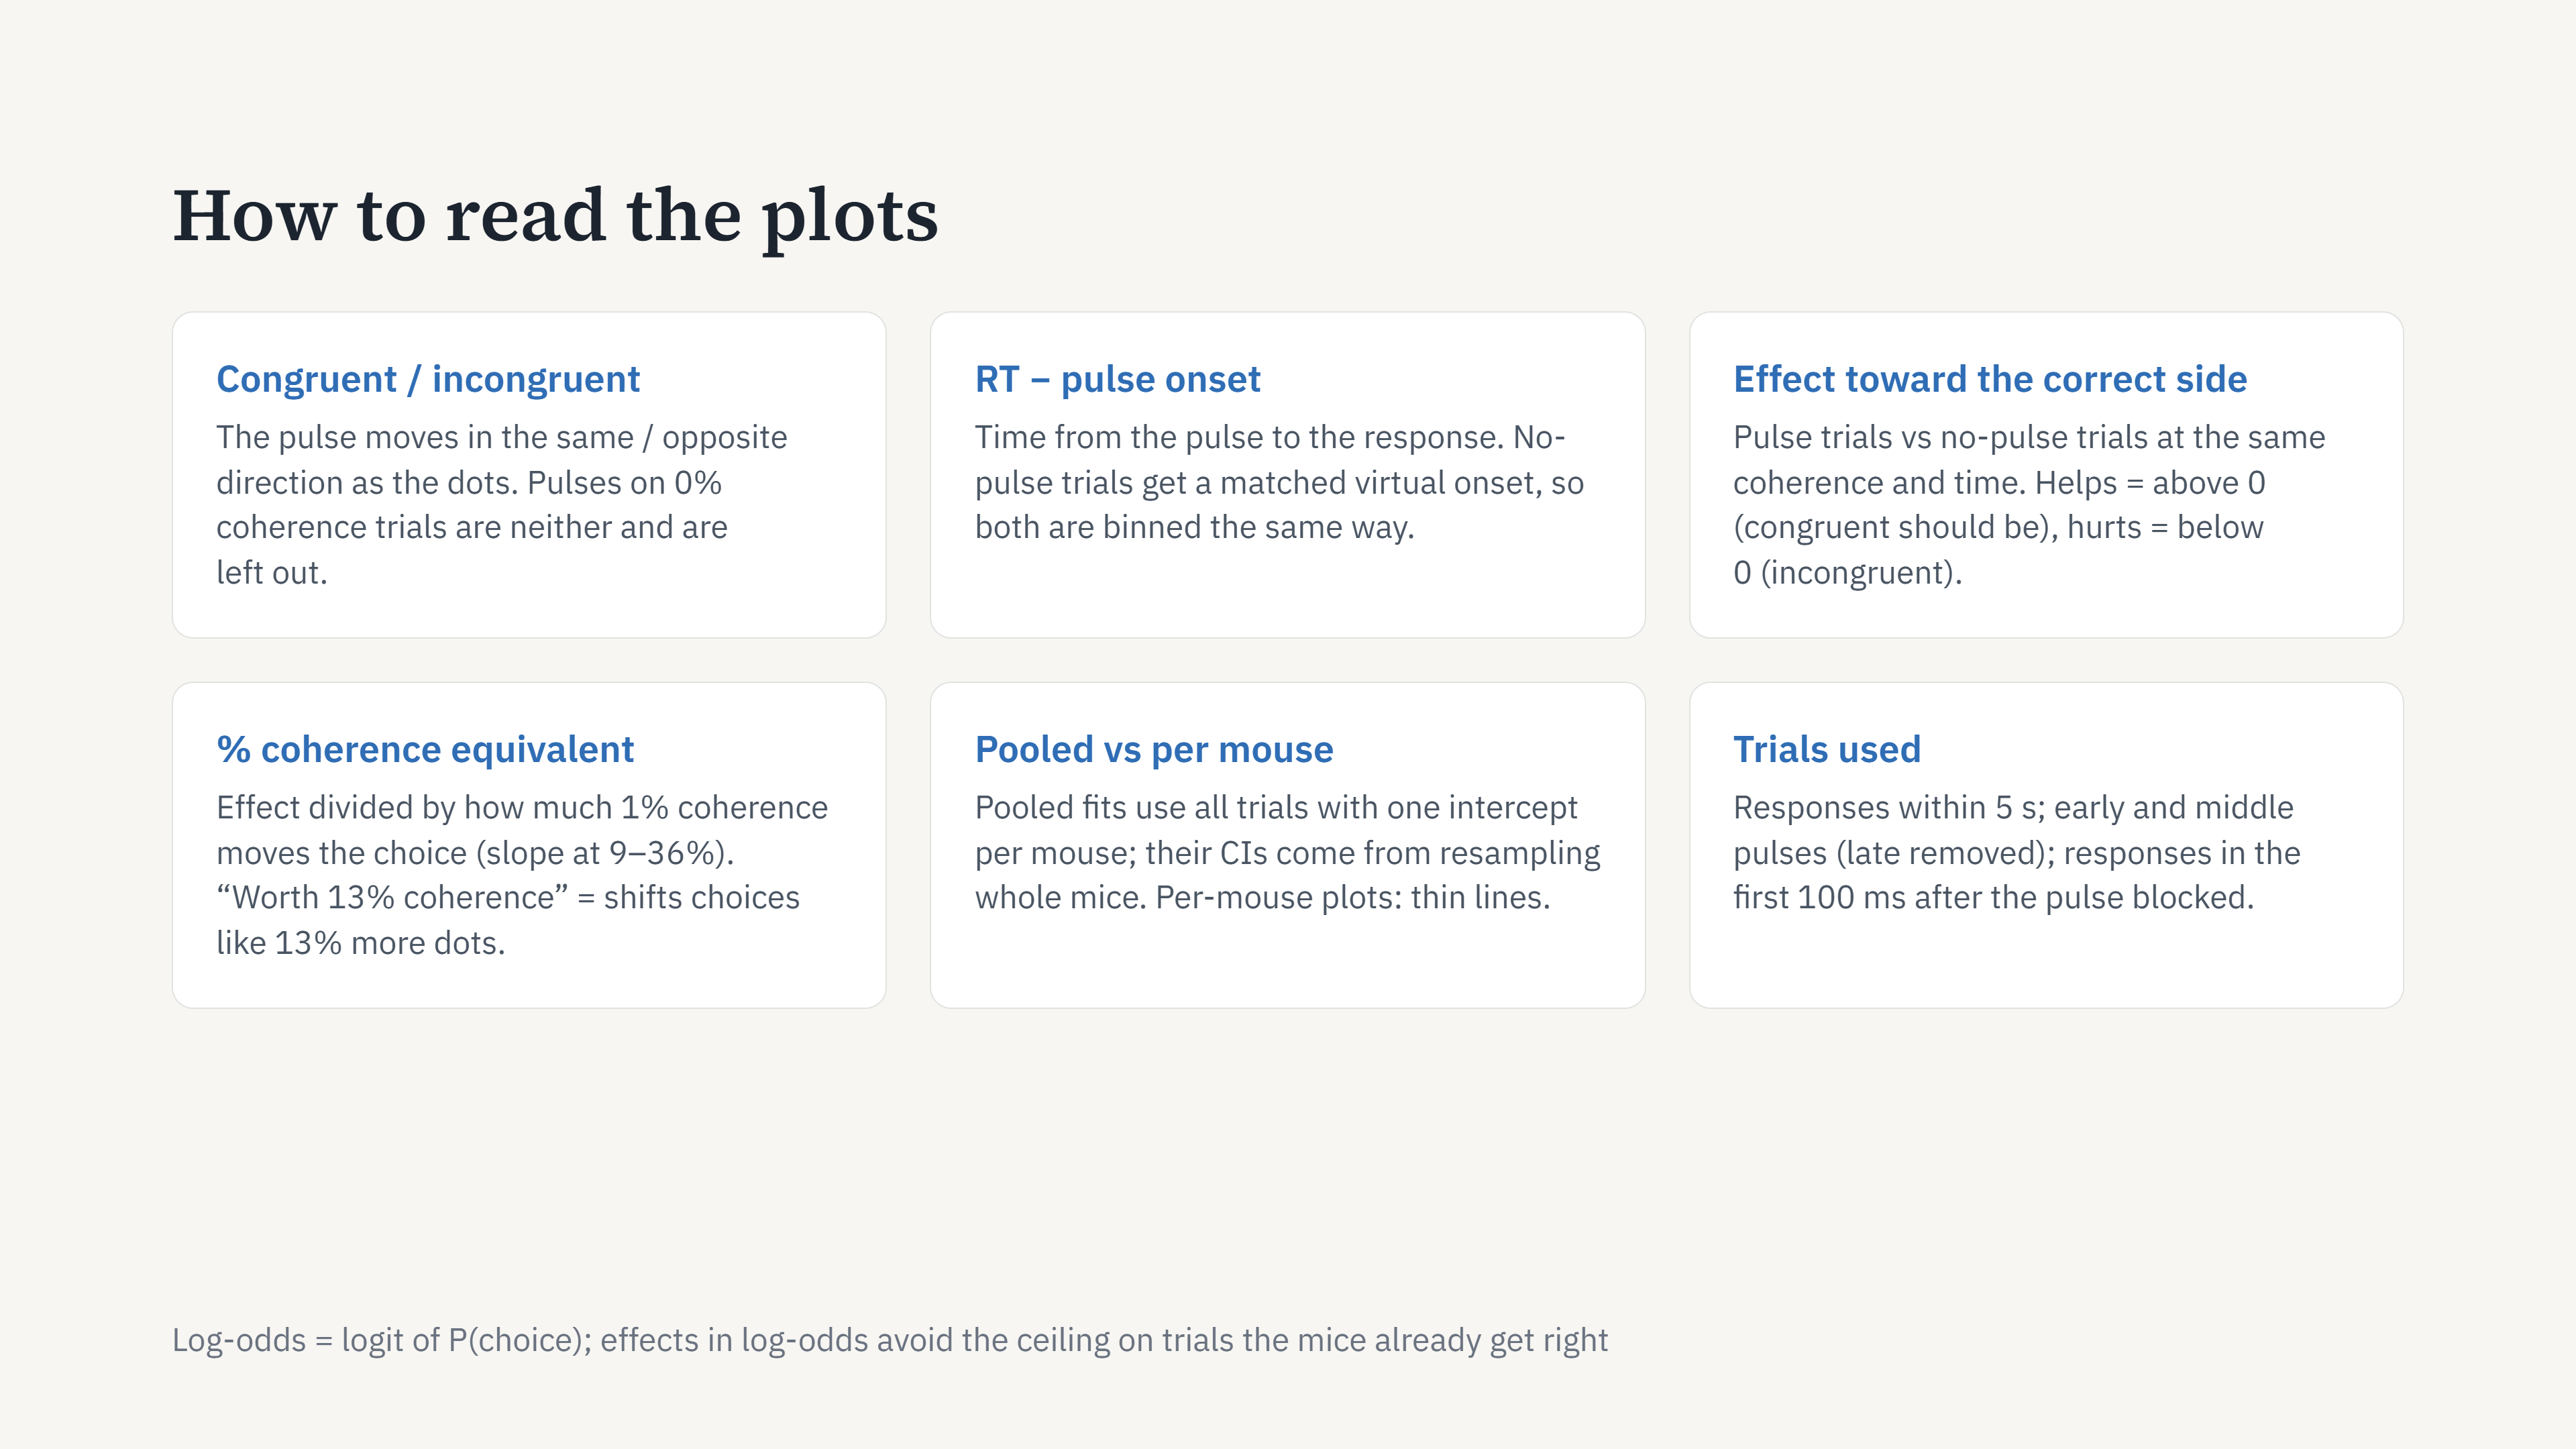 How to read the plots
Congruent / incongruent
The pulse moves in the same / opposite
direction as the dots. Pulses on 0%
coherence trials are neither and are
left out.
RT – pulse onset
Time from the pulse to the response. No-
pulse trials get a matched virtual onset, so
both are binned the same way.
Effect toward the correct side
Pulse trials vs no-pulse trials at the same
coherence and time. Helps = above 0
(congruent should be), hurts = below
0 (incongruent).
% coherence equivalent
Effect divided by how much 1% coherence
moves the choice (slope at 9–36%).
“Worth 13% coherence” = shifts choices
like 13% more dots.
Pooled vs per mouse
Pooled fits use all trials with one intercept
per mouse; their CIs come from resampling
whole mice. Per-mouse plots: thin lines.
Trials used
Responses within 5 s; early and middle
pulses (late removed); responses in the
first 100 ms after the pulse blocked.
Log-odds = logit of P(choice); effects in log-odds avoid the ceiling on trials the mice already get right